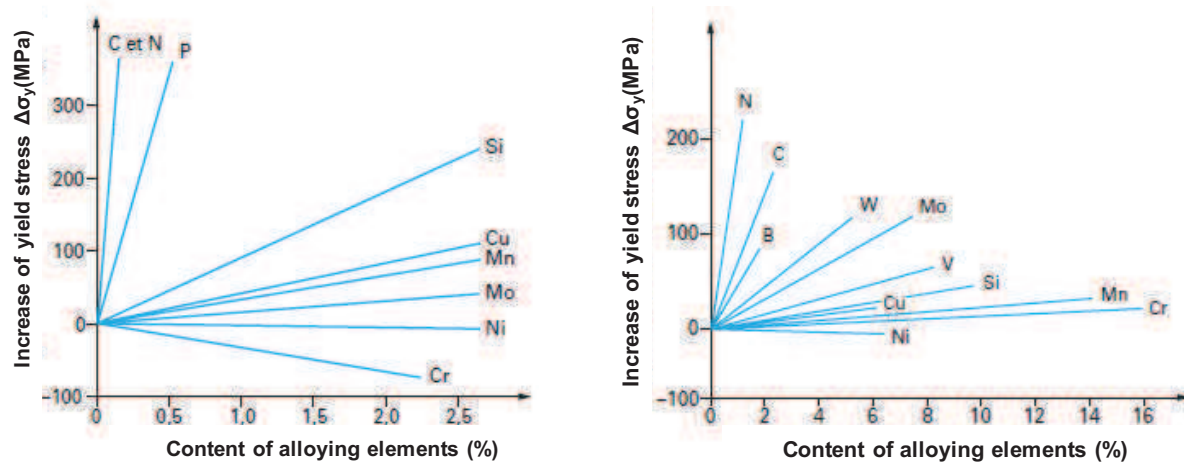 Increase of yield stress Δσy(MPa)
C et N
P
300
Si
200
100
Cu
Mn
Mo
0
Ni
Cr
–100
0
0,5
1,0
1,5
2,0
2,5
Content of alloying elements (%)
Increase of yield stress Δσy(MPa)
N
200
C
W
Mo
100
B
V
Si
Cu
Mn
Cr
0
Ni
–100
0
2
4
6
8
10
12
14
16
Content of alloying elements (%)